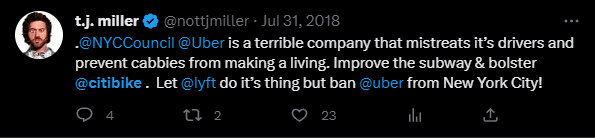 t.j. miller @nottjmiller · Jul 31, 2018
.@NYCCouncil @Uber is a terrible company that mistreats it's drivers and
prevent cabbies from making a living. Improve the subway & bolster
@citibike . Let @lyft do it's thing but ban @uber from New York City!
4 2 23